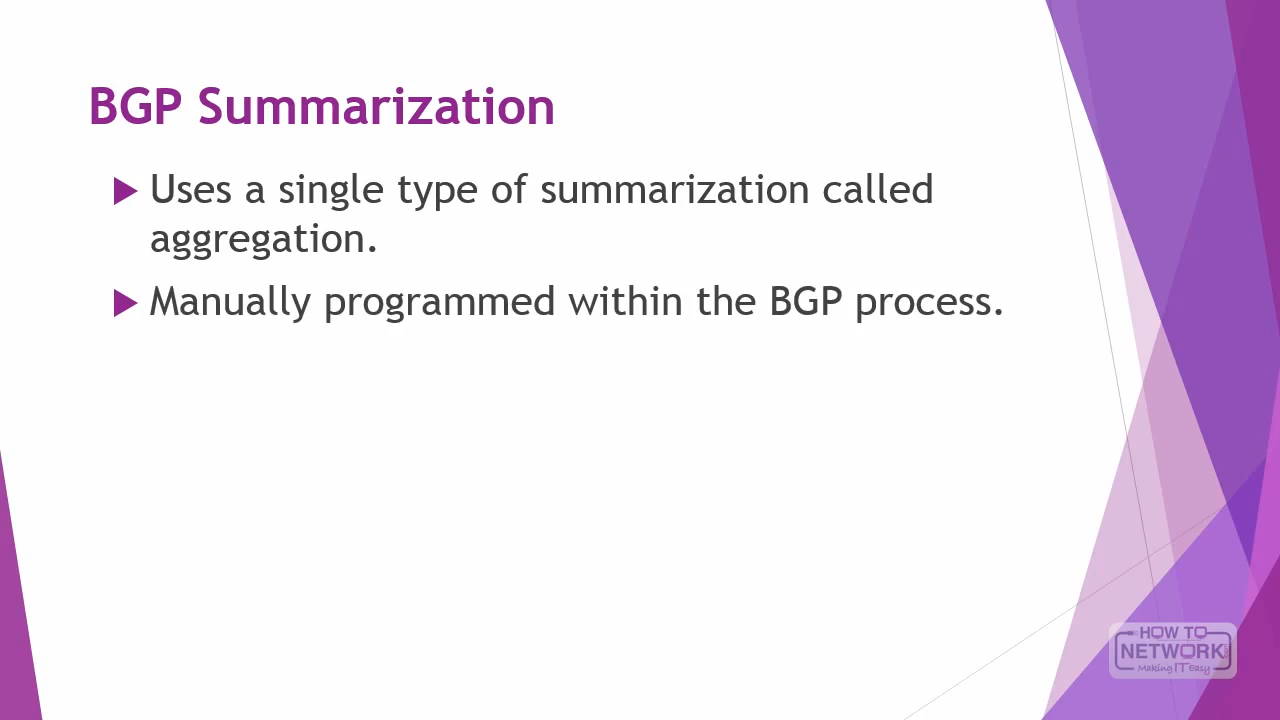 BGP Summarization
Uses a single type of summarization called
aggregation.
Manually programmed within the BGP process.
HOW TO
NETWORK
Making IT Easy